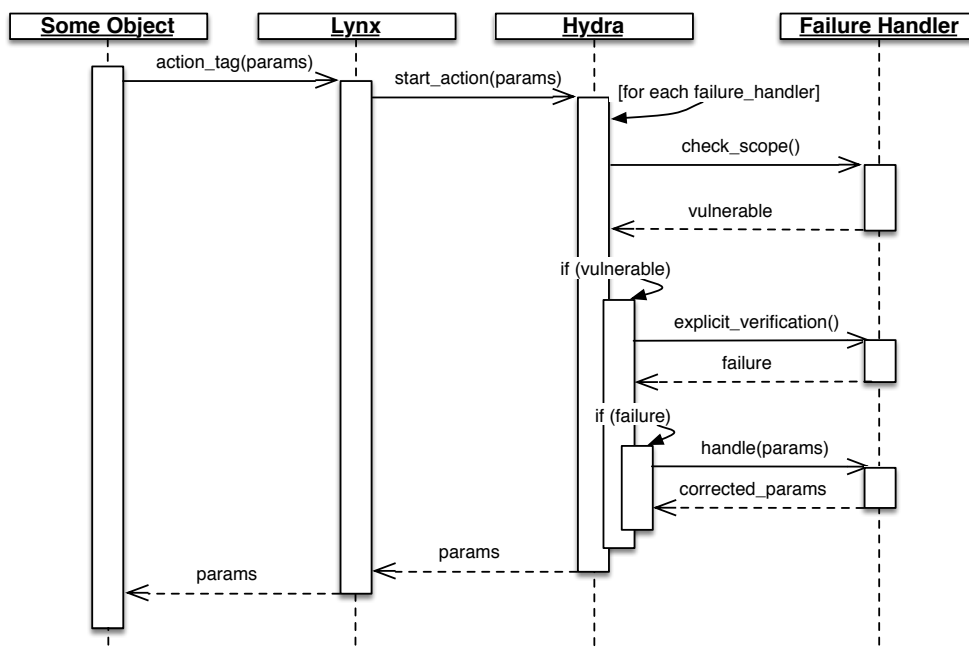 Some Object
Lynx
Hydra
Failure Handler
action_tag(params)
start_action(params)
[for each failure_handler]
check_scope()
vulnerable
if (vulnerable)
explicit_verification()
failure
if (failure)
handle(params)
corrected_params
params
params